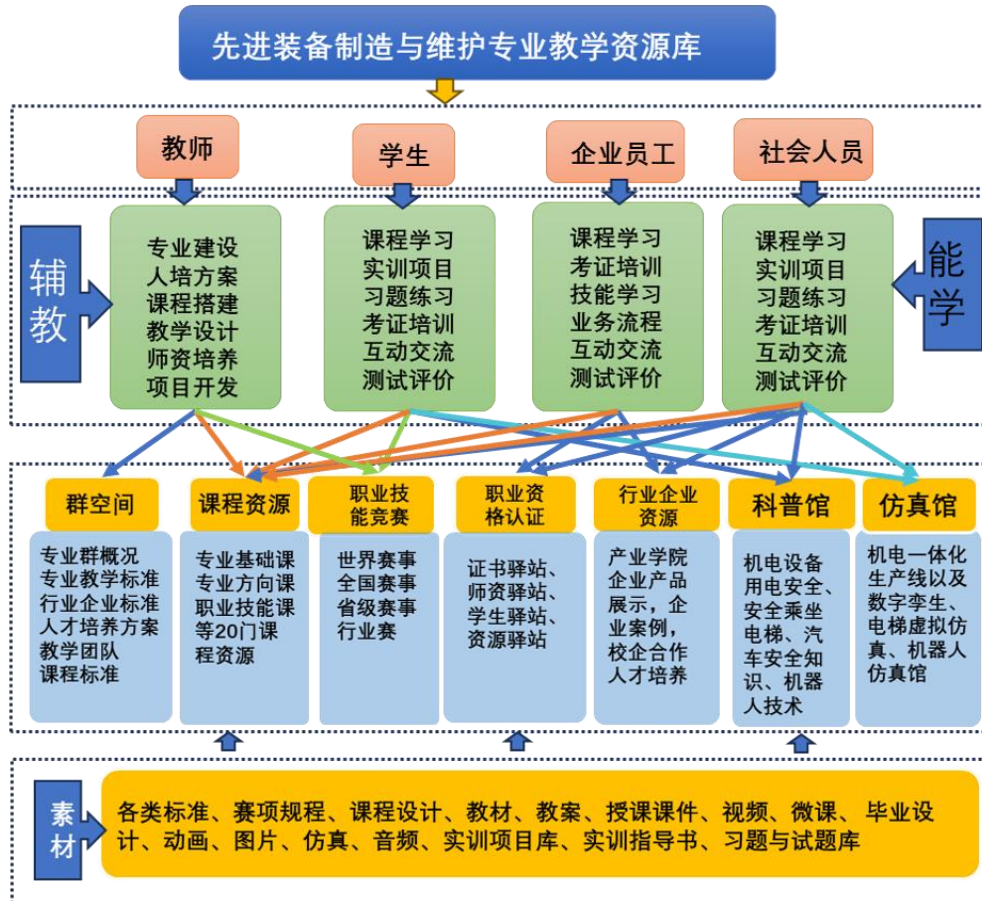 先进装备制造与维护专业教学资源库
教师
学生
企业员工
社会人员
辅教
专业建设
人培方案
课程搭建
教学设计
师资培养
项目开发
课程学习
实训项目
习题练习
考证培训
互动交流
测试评价
课程学习
考证培训
技能学习
业务流程
互动交流
测试评价
课程学习
实训项目
习题练习
考证培训
互动交流
测试评价
能学
群空间
专业群概况
专业教学标准
行业企业标准
人才培养方案
教学团队
课程标准
课程资源
专业基础课
专业方向课
职业技能课
等20门课
程资源
职业技
能竞赛
世界赛事
全国赛事
省级赛事
行业赛
职业资
格认证
证书驿站、
师资驿站、
学生驿站、
资源驿站
行业企业
资源
产业学院
企业产品
展示，企
业案例，
校企合作
人才培养
科普馆
机电设备
用电安全、
安全乘坐
电梯、汽
车安全知
识、机器
人技术
仿真馆
机电一体化
生产线以及
数字孪生、
电梯虚拟仿
真、机器人
仿真馆
素材
各类标准、赛项规程、课程设计、教材、教案、授课课件、视频、微课、 毕业设
计、动画、图片、仿真、音频、实训项目库、实训指导书、习题与试题库